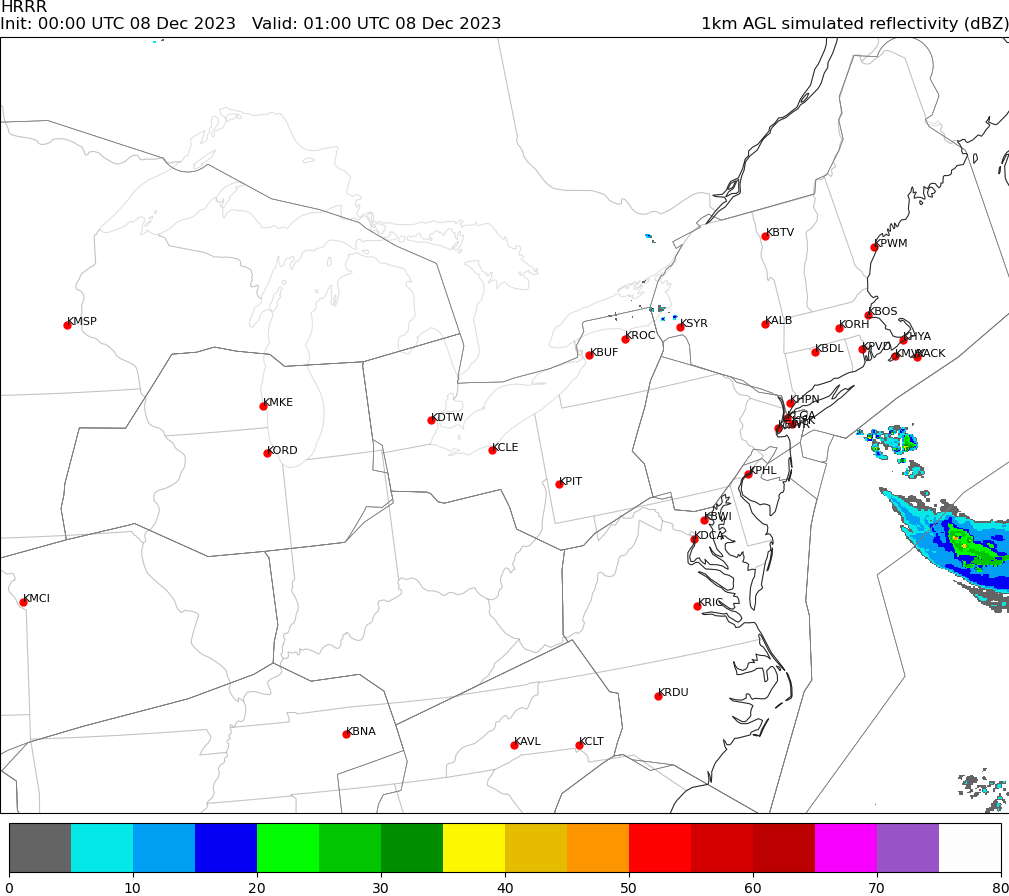 HRRR
Init: 00:00 UTC 08 Dec 2023 Valid: 01:00 UTC 08 Dec 2023 1km AGL simulated reflectivity (dBZ)
KBTV
KPWM
KMSP
KBOS
KSYR
KALB
KORH
KROC
KHYA
KBUF
KBDL
KPVD
KACK
KMKE
KHPN
KDTW
KLGA
KORD
KCLE
KPHL
KPIT
KBWI
KDCA
KMCI
KRIC
KRDU
KBNA
KAVL
KCLT
0 10 20 30 40 50 60 70 80